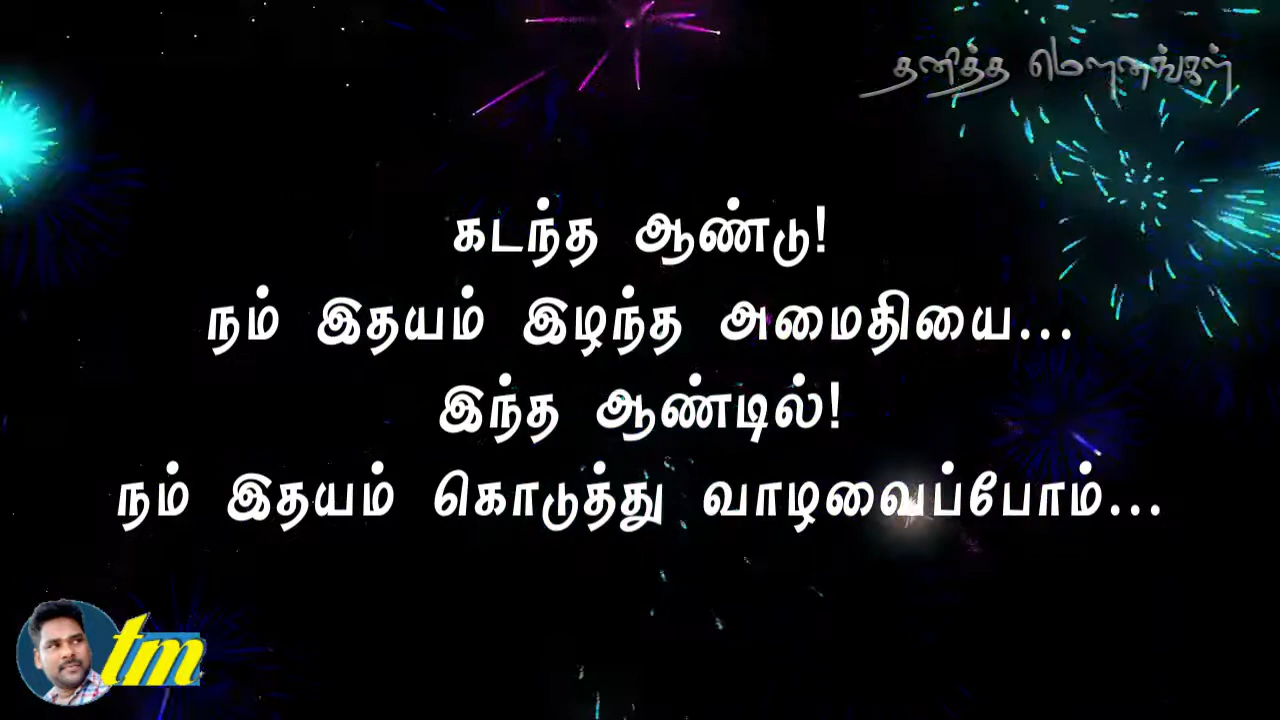 தனித்த மௌனங்கள்
கடந்த ஆண்டு!
நம் இதயம் இழந்த அமைதியை...
இந்த ஆண்டில்!
நம் இதயம் கொடுத்து வாழவைப்போம்...
tm